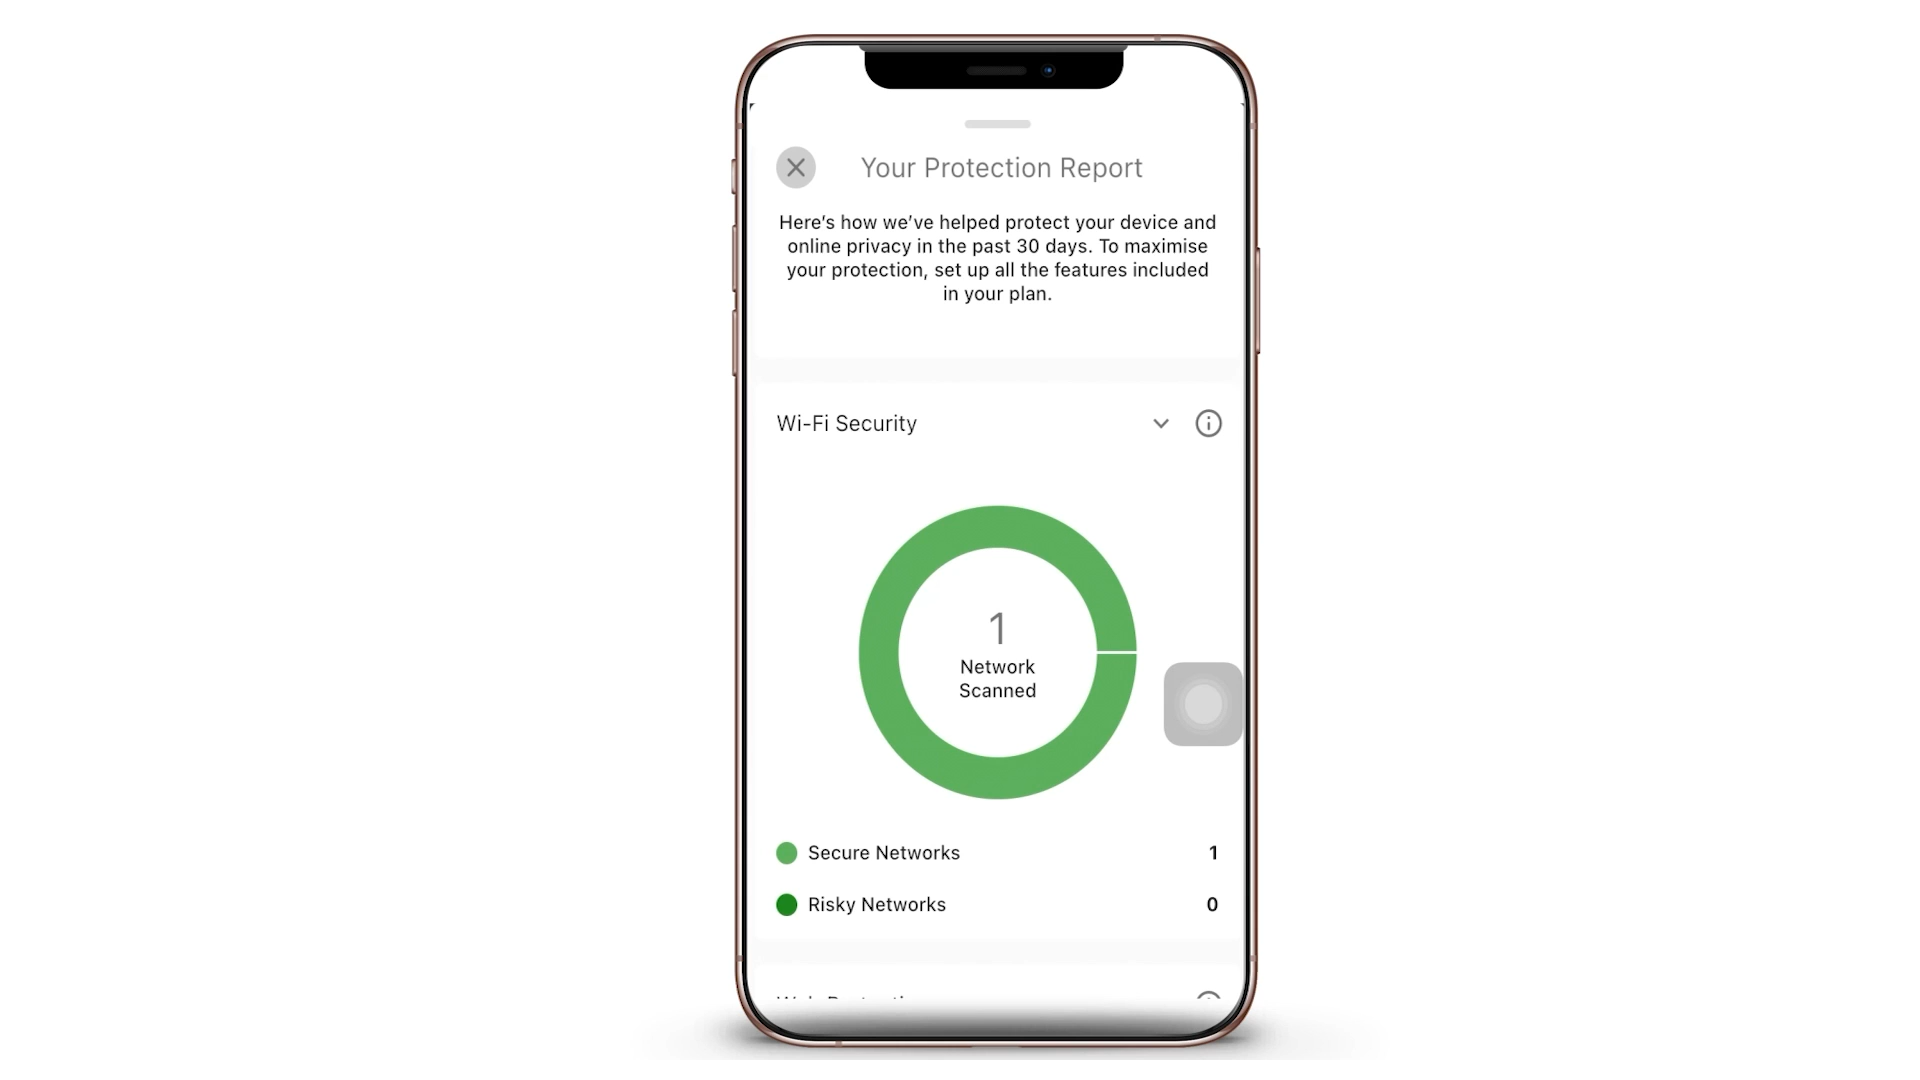 Your Protection Report
Here's how we've helped protect your device and
online privacy in the past 30 days. To maximise
your protection, set up all the features included
in your plan.
Wi-Fi Security
1
Network
Scanned
Secure Networks 1
Risky Networks 0